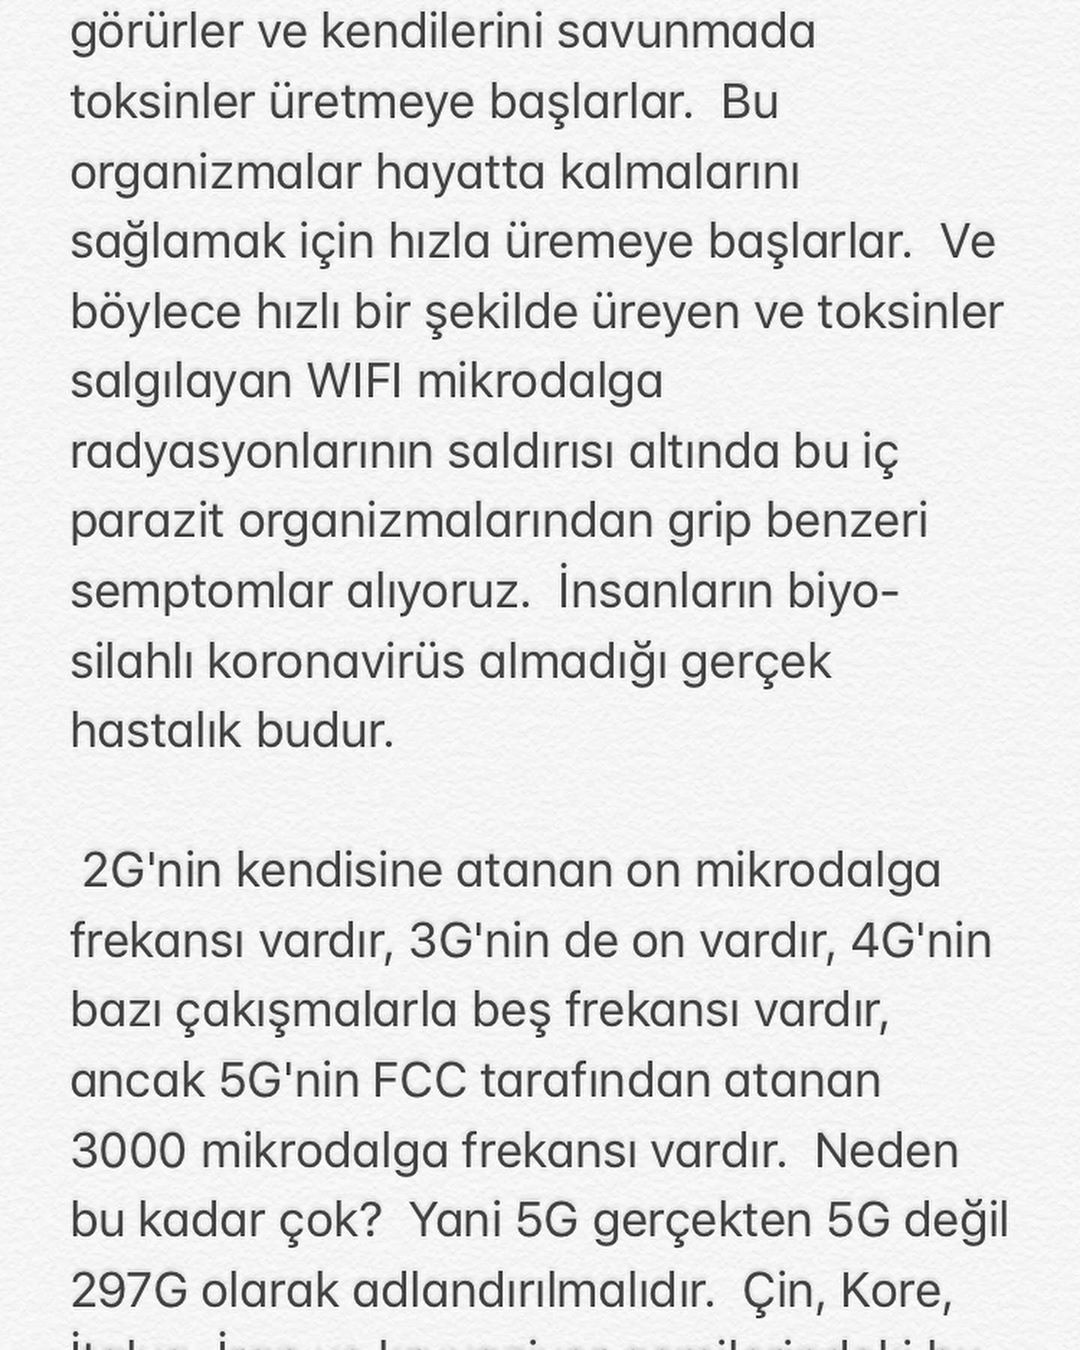 görürler ve kendilerini savunmada
toksinler üretmeye başlarlar.  Bu
organizmalar hayatta kalmalarını
sağlamak için hızla üremeye başlarlar.  Ve
böylece hızlı bir şekilde üreyen ve toksinler
salgılayan WIFI mikrodalga
radyasyonlarının saldırısı altında bu iç
parazit organizmalarından grip benzeri
semptomlar alıyoruz.  İnsanların biyo-
silahlı koronavirüs almadığı gerçek
hastalık budur.
2G'nin kendisine atanan on mikrodalga
frekansı vardır, 3G'nin de on vardır, 4G'nin
bazı çakışmalarla beş frekansı vardır,
ancak 5G'nin FCC tarafından atanan
3000 mikrodalga frekansı vardır.  Neden
bu kadar çok?  Yani 5G gerçekten 5G değil
297G olarak adlandırılmalıdır.  Çin, Kore,